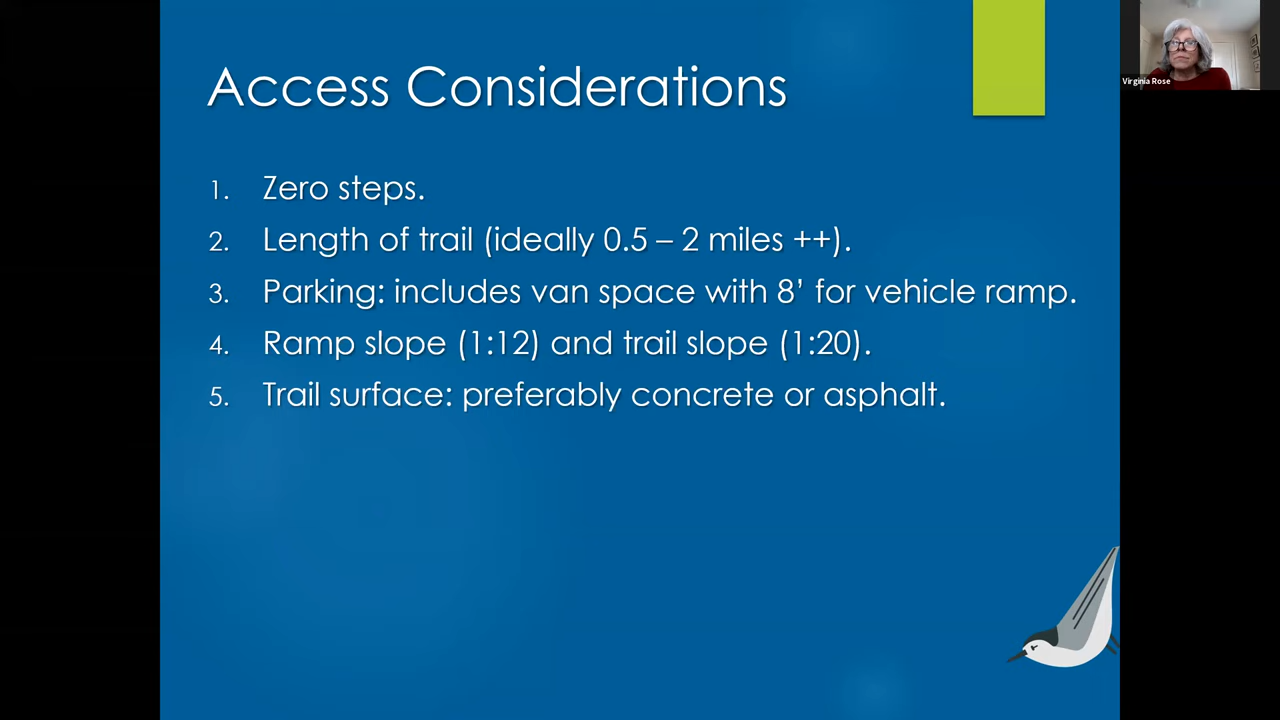 Access Considerations
Virginia Rose
1. Zero steps.
2. Length of trail (ideally 0.5 – 2 miles ++).
3. Parking: includes van space with 8’ for vehicle ramp.
4. Ramp slope (1:12) and trail slope (1:20).
5. Trail surface: preferably concrete or asphalt.